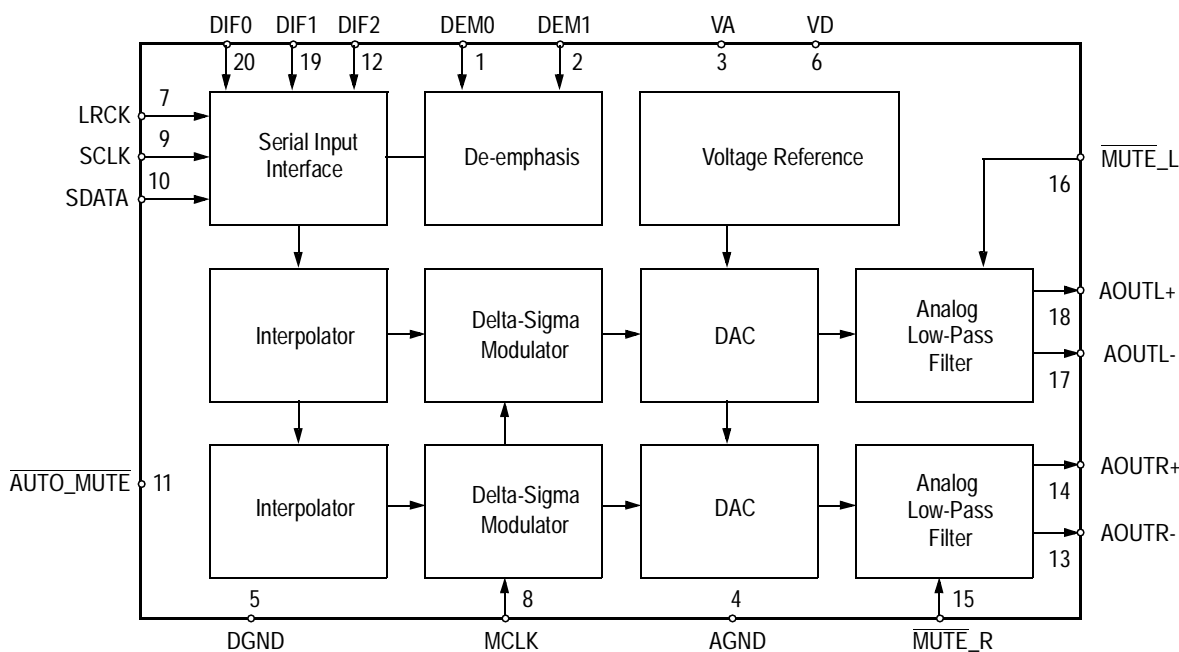 DIF0 DIF1 DIF2 DEM0 DEM1 VA VD
20 19 12 1 2 3 6
LRCK 7
SCLK 9
SDATA 10
Serial Input
Interface
De-emphasis
Voltage Reference
MUTE_L
16
Interpolator
Delta-Sigma
Modulator
DAC
Analog
Low-Pass
Filter
AOUTL+
18
AOUTL-
17
AUTO_MUTE 11
Interpolator
Delta-Sigma
Modulator
DAC
Analog
Low-Pass
Filter
AOUTR+
14
AOUTR-
13
5 8 4 15
DGND MCLK AGND MUTE_R